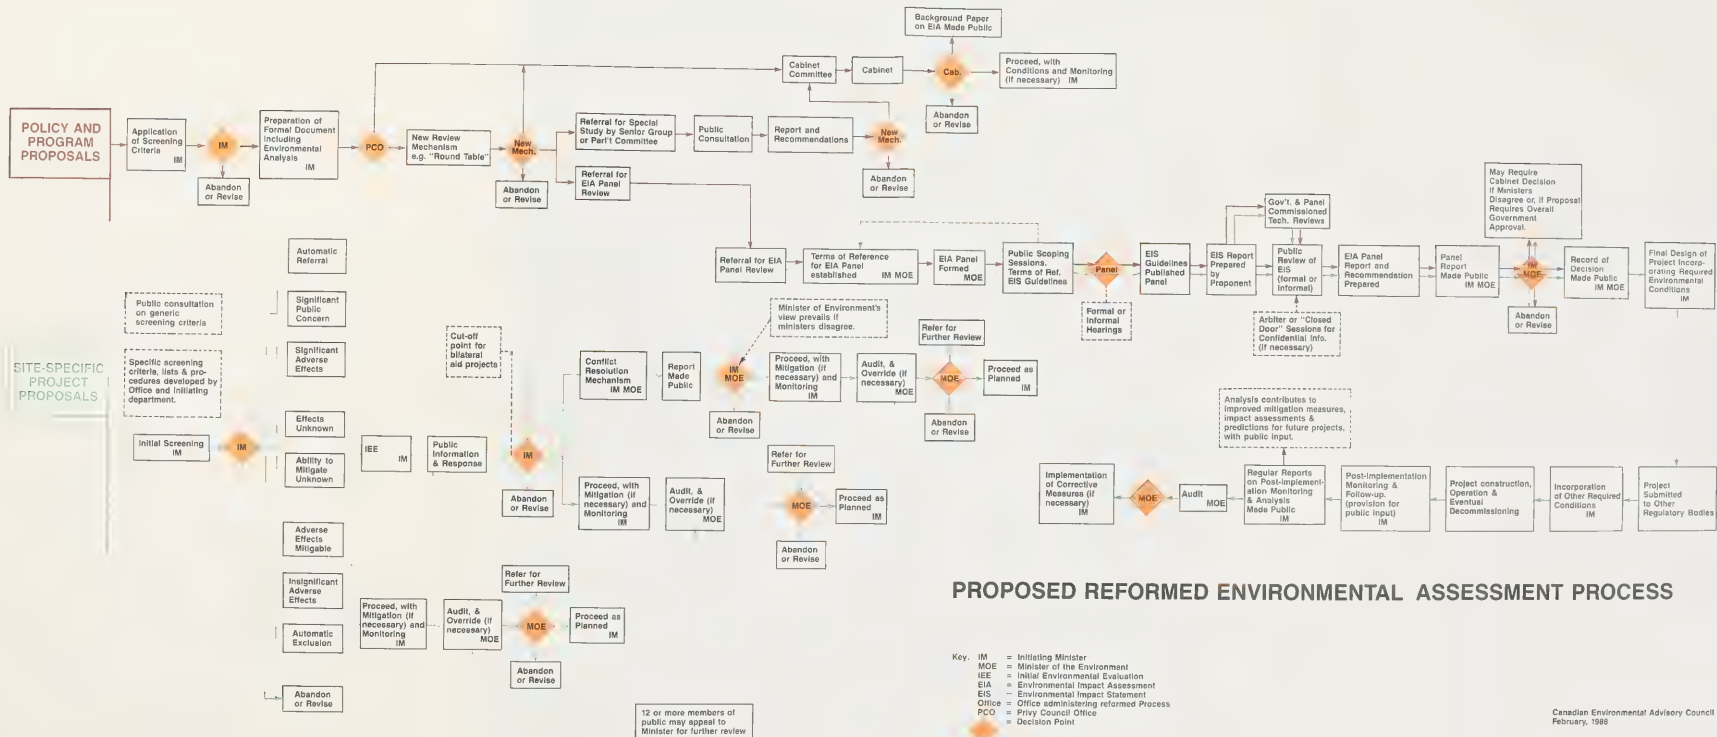 Background Paper
on EIA Made Public
Cabinet
Committee
Cabinet
Cab.
Proceed, with
Conditions and Monitoring
(if necessary) IM
Abandon
or Revise
POLICY AND
PROGRAM
PROPOSALS
Application
of Screening
Criteria
IM
IM
Abandon
or Revise
Preparation of
Formal Document
Including
Environmental
Analysis
IM
PCO
New Review
Mechanism
e.g. "Round Table"
New
Mech.
Abandon
or Revise
Referral for Special
Study by Senior Group
or Parl't Committee
Public
Consultation
Report and
Recommendations
New
Mech.
Abandon
or Revise
Referral for
EIA Panel
Review
Referral for EIA
Panel Review
Terms of Reference
for EIA Panel
established IM MOE
EIA Panel
Formed
MOE
Public Scoping
Sessions.
Terms of Ref.
EIS Guidelines
Panel
Formal or
Informal
Hearings
EIS
Guidelines
Published
Panel
EIS Report
Prepared
by
Proponent
Gov't. & Panel
Commissioned
Tech. Reviews
Public
Review of
EIS
(formal or
informal)
Arbiter or "Closed
Door" Sessions for
Confidential Info.
(if necessary)
EIA Panel
Report and
Recommendation
Prepared
Panel
Report
Made Public
IM MOE
May Require
Cabinet Decision
If Ministers
Disagree or, if Proposal
Requires Overall
Government
Approval.
IM
MOE
Abandon
or Revise
Record of
Decision
Made Public
IM MOE
Final Design of
Project Incorp-
orating Required
Environmental
Conditions
IM
SITE-SPECIFIC
PROJECT
PROPOSALS
Public consultation
on generic
screening criteria
Specific screening
criteria, lists & pro-
cedures developed by
Office and initiating
department.
Initial Screening
IM
IM
Automatic
Referral
Significant
Public
Concern
Significant
Adverse
Effects
Effects
Unknown
Ability to
Mitigate
Unknown
Adverse
Effects
Mitigable
Insignificant
Adverse
Effects
Automatic
Exclusion
Abandon
or Revise
IEE
IM
Public
Information
& Response
Cut-off
point for
bilateral
aid projects
IM
Abandon
or Revise
Conflict
Resolution
Mechanism
IM MOE
Report
Made
Public
Minister of Environment's
view prevails if
ministers disagree.
IM
MOE
Abandon
or Revise
Proceed, with
Mitigation (if
necessary) and
Monitoring
IM
Audit, &
Override (if
necessary)
MOE
Refer for
Further Review
MOE
Abandon
or Revise
Proceed as
Planned
IM
Proceed, with
Mitigation (if
necessary) and
Monitoring
IM
Audit, &
Override (if
necessary)
MOE
Refer for
Further Review
MOE
Abandon
or Revise
Proceed as
Planned
IM
Proceed, with
Mitigation (if
necessary) and
Monitoring
IM
Audit, &
Override (if
necessary)
MOE
Refer for
Further Review
MOE
Abandon
or Revise
Proceed as
Planned
IM
Analysis contributes to
improved mitigation measures,
impact assessments &
predictions for future projects,
with public input.
Implementation
of Corrective
Measures (if
necessary)
IM
MOE
Audit
MOE
Regular Reports
on Post-Implement-
ation Monitoring
& Analysis
Made Public
IM
Post-Implementation
Monitoring &
Follow-up.
(provision for
public input)
IM
Project construction,
Operation &
Eventual
Decommissioning
Incorporation
of Other Required
Conditions
IM
Project
Submitted
to Other
Regulatory Bodies
PROPOSED REFORMED ENVIRONMENTAL ASSESSMENT PROCESS
Key. IM = Initiating Minister
MOE = Minister of the Environment
IEE = Initial Environmental Evaluation
EIA = Environmental Impact Assessment
EIS – Environmental Impact Statement
Office = Office administering reformed Process
PCO = Privy Council Office
= Decision Point
12 or more members of
public may appeal to
Minister for further review
Canadian Environmental Advisory Council
February, 1988